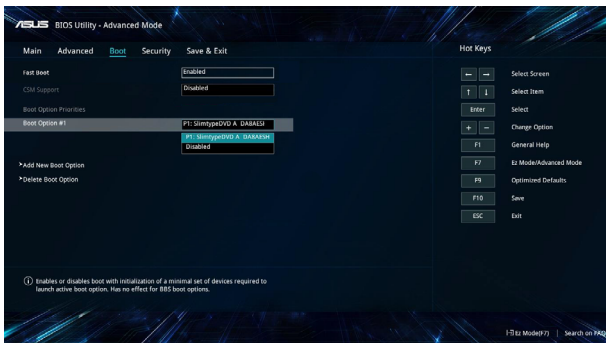 ASUS BIOS Utility - Advanced Mode
Main Advanced Boot Security Save & Exit
Hot Keys
Fast Boot Enabled
CSM Support Disabled
Boot Option Priorities
Boot Option #1 P1: SlimtypeDVD A DA8AESH
P1: SlimtypeDVD A DA8AESH
Disabled
>Add New Boot Option
>Delete Boot Option
← → Select Screen
↑ ↓ Select Item
Enter Select
+ − Change Option
F1 General Help
F7 Ez Mode/Advanced Mode
F9 Optimized Defaults
F10 Save
ESC Exit
Enables or disables boot with initialization of a minimal set of devices required to
launch active boot option. Has no effect for BBS boot options.
Ez Mode(F7) | Search on FAQ